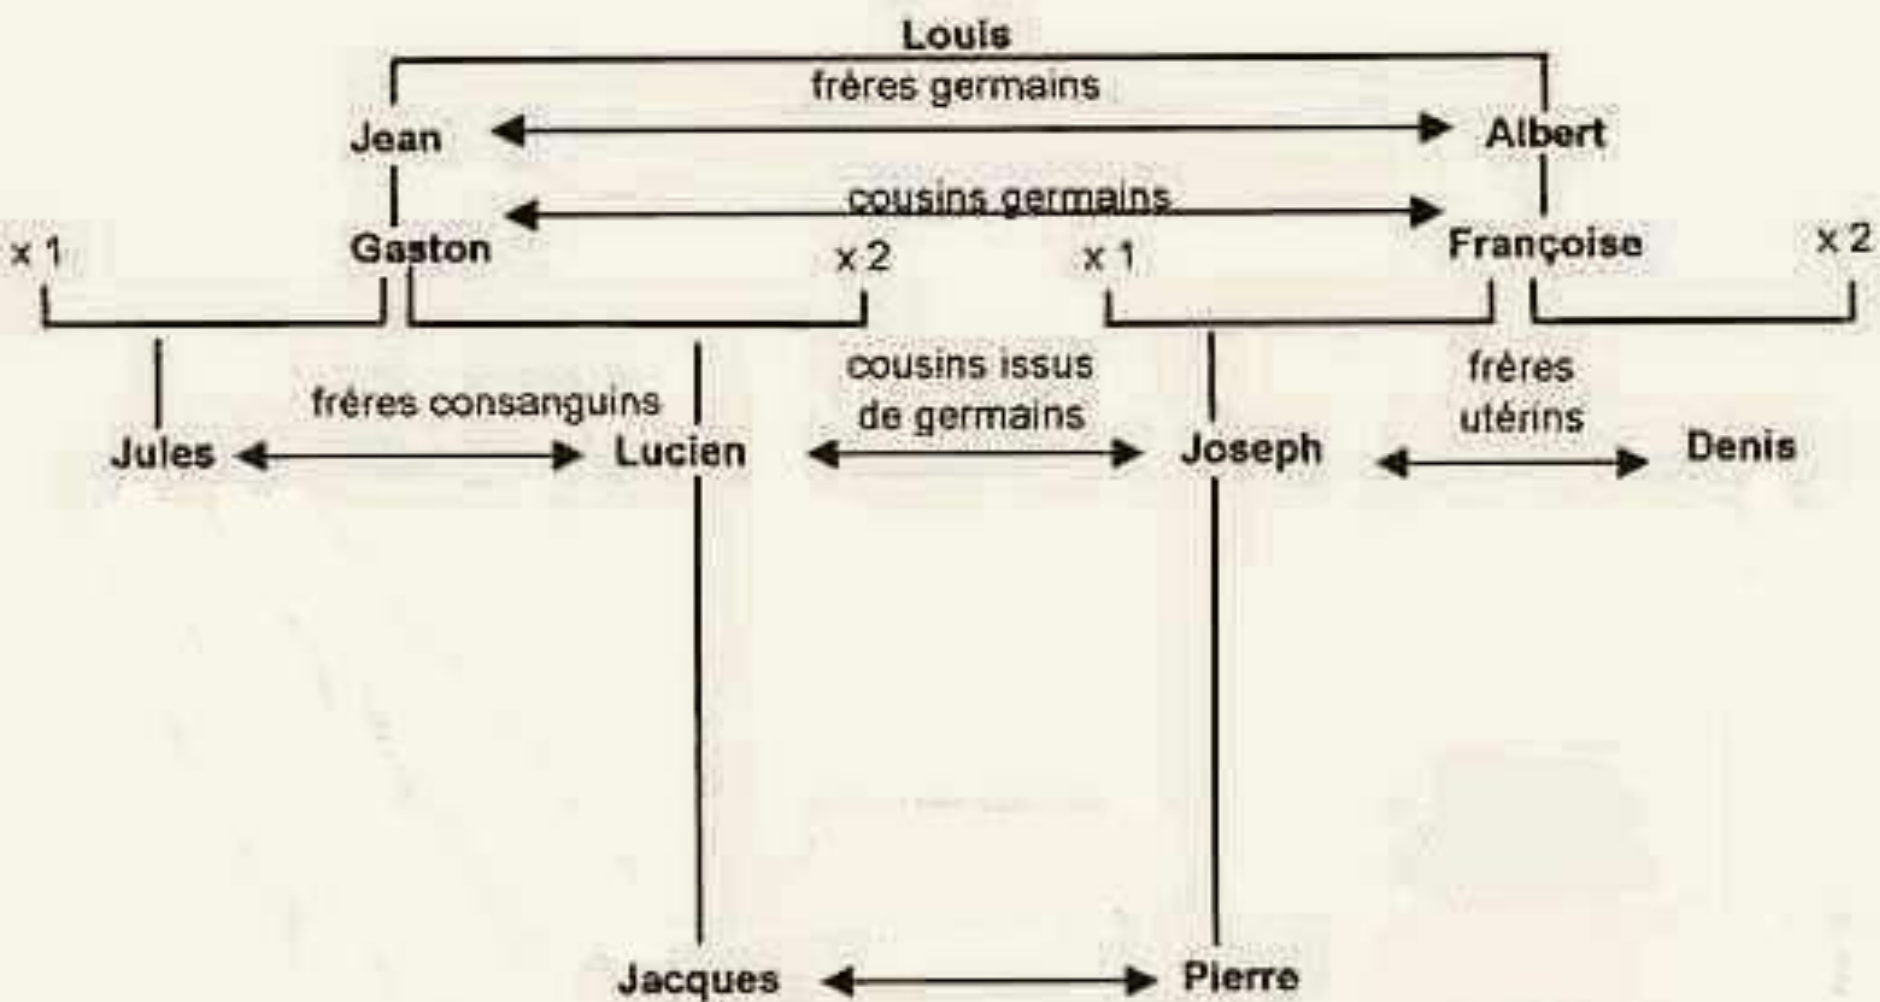 Louis
frères germains
Jean
Albert
cousins germains
x 1
Gaston
x 2
x 1
Françoise
x 2
frères consanguins
cousins issus
de germains
frères
utérins
Jules
Lucien
Joseph
Denis
Jacques
Pierre